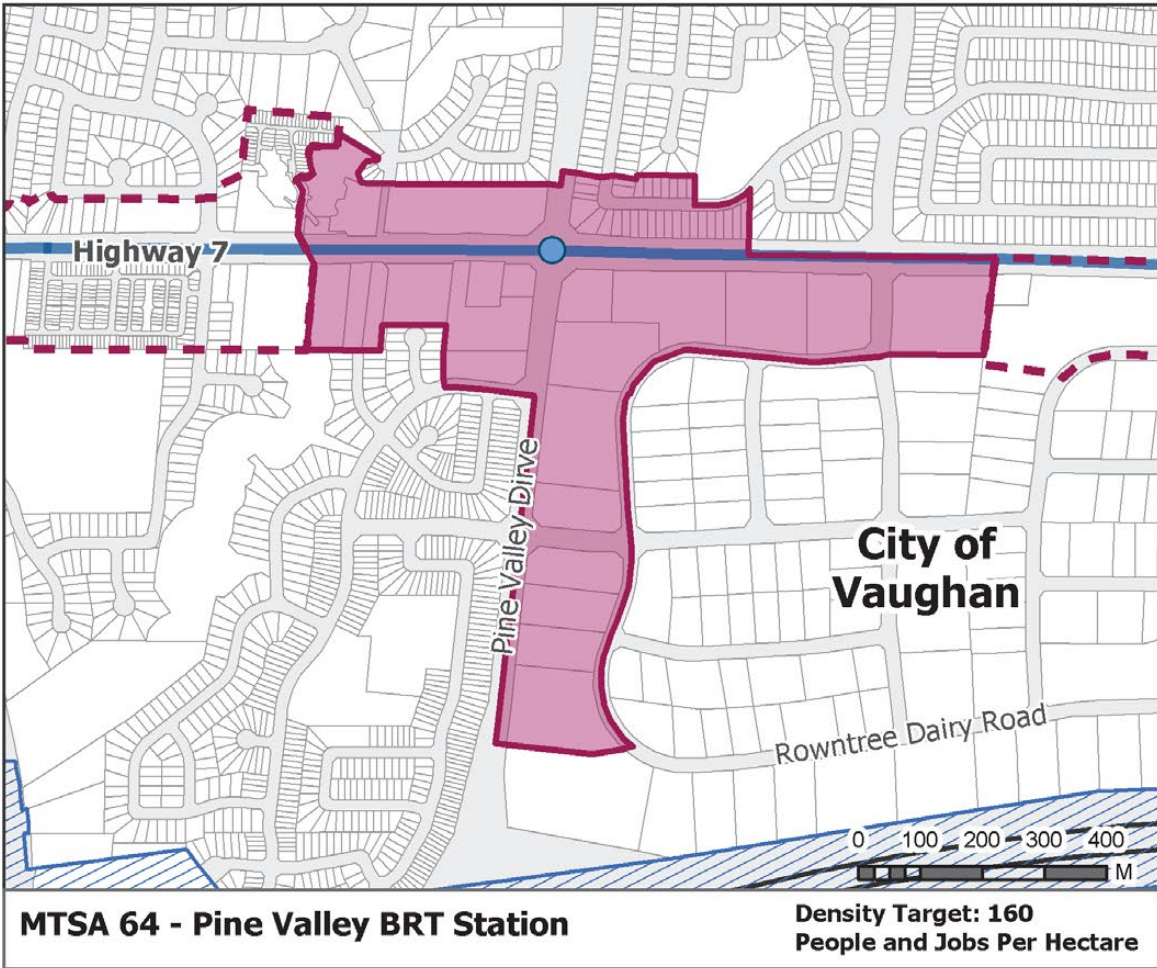 Highway 7
Pine Valley Dirve
City of
Vaughan
Rowntree Dairy Road
0 100 200 300 400
M
MTSA 64 - Pine Valley BRT Station
Density Target: 160
People and Jobs Per Hectare